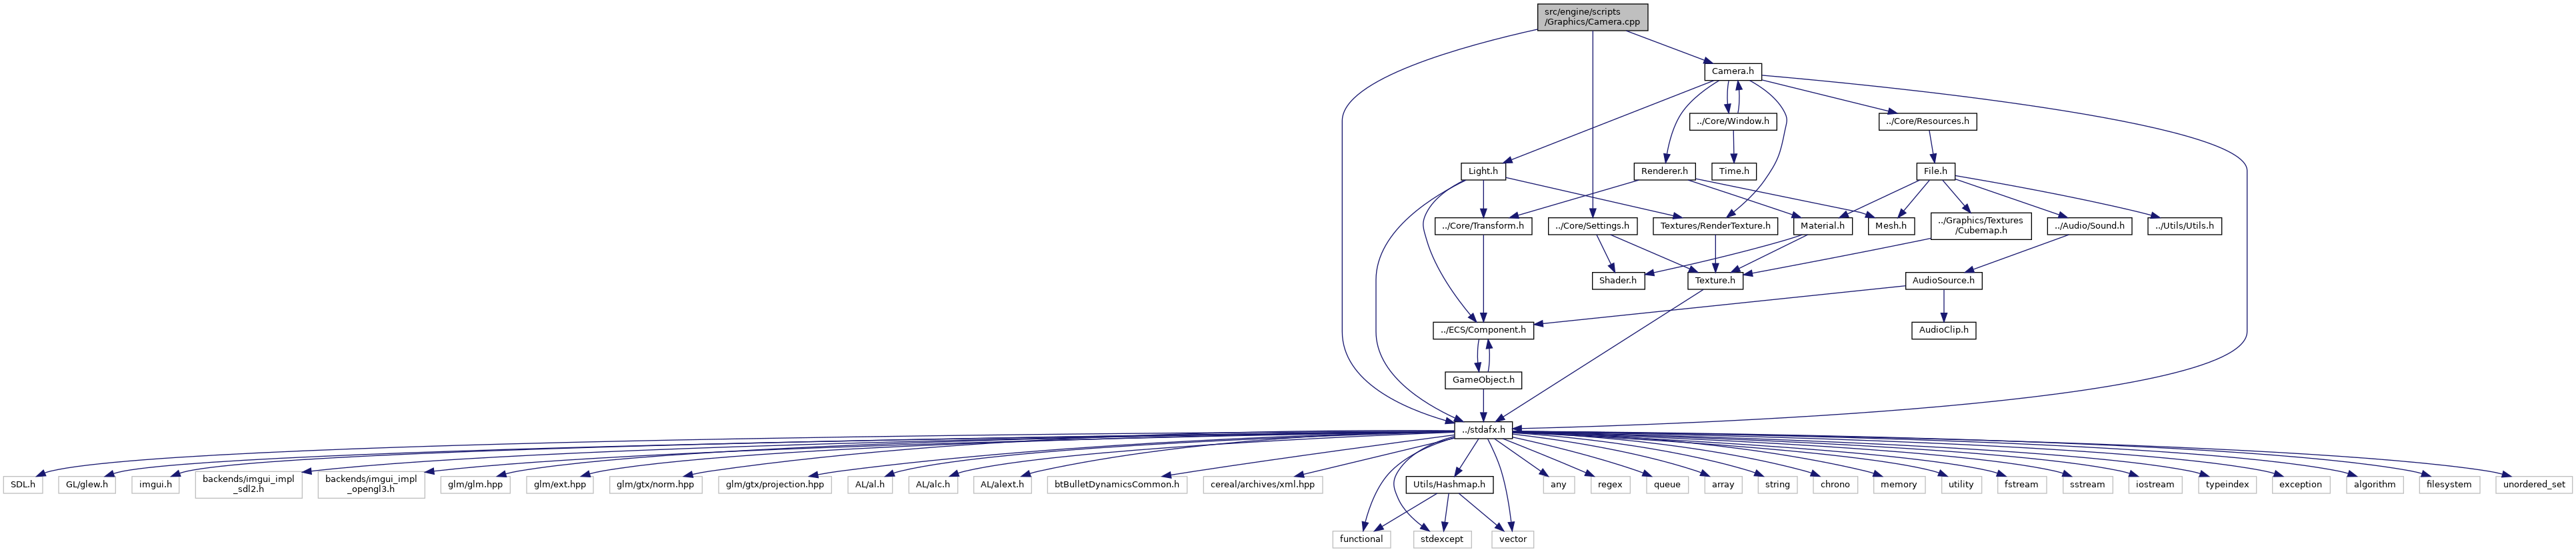 src/engine/scripts
/Graphics/Camera.cpp
Camera.h
../Core/Window.h
../Core/Resources.h
Light.h
Renderer.h
Time.h
File.h
../Core/Transform.h
../Core/Settings.h
Textures/RenderTexture.h
Material.h
Mesh.h
../Graphics/Textures
/Cubemap.h
../Audio/Sound.h
../Utils/Utils.h
Shader.h
Texture.h
AudioSource.h
../ECS/Component.h
AudioClip.h
GameObject.h
../stdafx.h
SDL.h
GL/glew.h
imgui.h
backends/imgui_impl
_sdl2.h
backends/imgui_impl
_opengl3.h
glm/glm.hpp
glm/ext.hpp
glm/gtx/norm.hpp
glm/gtx/projection.hpp
AL/al.h
AL/alc.h
AL/alext.h
btBulletDynamicsCommon.h
cereal/archives/xml.hpp
Utils/Hashmap.h
any
regex
queue
array
string
chrono
memory
utility
fstream
sstream
iostream
typeindex
exception
algorithm
filesystem
unordered_set
functional
stdexcept
vector